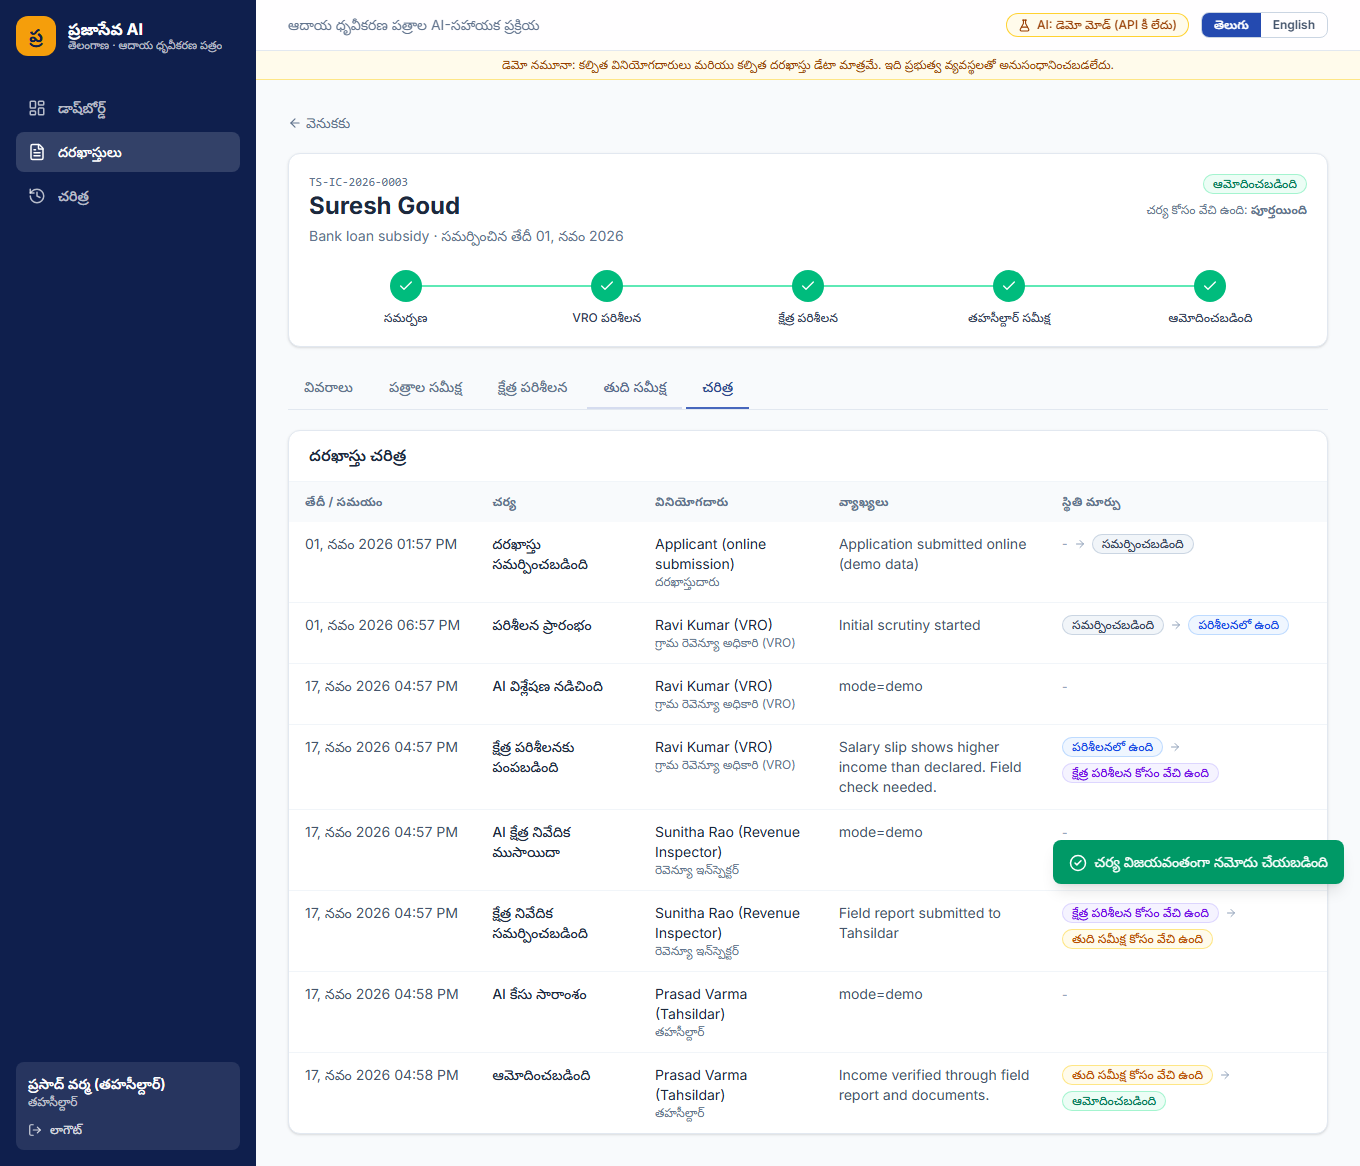 ప్ర
ప్రజాసేవ AI
తెలంగాణ · ఆదాయ ధృవీకరణ పత్రం
డాష్‌బోర్డ్
దరఖాస్తులు
చరిత్ర
ప్రసాద్ వర్మ (తహసీల్దార్)
తహసీల్దార్
లాగౌట్
ఆదాయ ధృవీకరణ పత్రాల AI-సహాయక ప్రక్రియ
AI: డెమో మోడ్ (API కీ లేదు)
తెలుగు
English
డెమో నమూనా: కల్పిత వినియోగదారులు మరియు కల్పిత దరఖాస్తు డేటా మాత్రమే. ఇది ప్రభుత్వ వ్యవస్థలతో అనుసంధానించబడలేదు.
← వెనుకకు
TS-IC-2026-0003
Suresh Goud
Bank loan subsidy · సమర్పించిన తేదీ 01, నవం 2026
ఆమోదించబడింది
చర్య కోసం వేచి ఉంది: పూర్తయింది
సమర్పణ
VRO పరిశీలన
క్షేత్ర పరిశీలన
తహసీల్దార్ సమీక్ష
ఆమోదించబడింది
వివరాలు
పత్రాల సమీక్ష
క్షేత్ర పరిశీలన
తుది సమీక్ష
చరిత్ర
దరఖాస్తు చరిత్ర
తేదీ / సమయం చర్య వినియోగదారు వ్యాఖ్యలు స్థితి మార్పు
01, నవం 2026 01:57 PM
దరఖాస్తు
సమర్పించబడింది
Applicant (online
submission)
దరఖాస్తుదారు
Application submitted online
(demo data)
- → సమర్పించబడింది
01, నవం 2026 06:57 PM
పరిశీలన ప్రారంభం
Ravi Kumar (VRO)
గ్రామ రెవెన్యూ అధికారి (VRO)
Initial scrutiny started
సమర్పించబడింది → పరిశీలనలో ఉంది
17, నవం 2026 04:57 PM
AI విశ్లేషణ నడిచింది
Ravi Kumar (VRO)
గ్రామ రెవెన్యూ అధికారి (VRO)
mode=demo
-
17, నవం 2026 04:57 PM
క్షేత్ర పరిశీలనకు
పంపబడింది
Ravi Kumar (VRO)
గ్రామ రెవెన్యూ అధికారి (VRO)
Salary slip shows higher
income than declared. Field
check needed.
పరిశీలనలో ఉంది →
క్షేత్ర పరిశీలన కోసం వేచి ఉంది
17, నవం 2026 04:57 PM
AI క్షేత్ర నివేదిక
ముసాయిదా
Sunitha Rao (Revenue
Inspector)
రెవెన్యూ ఇన్‌స్పెక్టర్
mode=demo
-
చర్య విజయవంతంగా నమోదు చేయబడింది
17, నవం 2026 04:57 PM
క్షేత్ర నివేదిక
సమర్పించబడింది
Sunitha Rao (Revenue
Inspector)
రెవెన్యూ ఇన్‌స్పెక్టర్
Field report submitted to
Tahsildar
క్షేత్ర పరిశీలన కోసం వేచి ఉంది →
తుది సమీక్ష కోసం వేచి ఉంది
17, నవం 2026 04:58 PM
AI కేసు సారాంశం
Prasad Varma
(Tahsildar)
తహసీల్దార్
mode=demo
-
17, నవం 2026 04:58 PM
ఆమోదించబడింది
Prasad Varma
(Tahsildar)
తహసీల్దార్
Income verified through field
report and documents.
తుది సమీక్ష కోసం వేచి ఉంది →
ఆమోదించబడింది